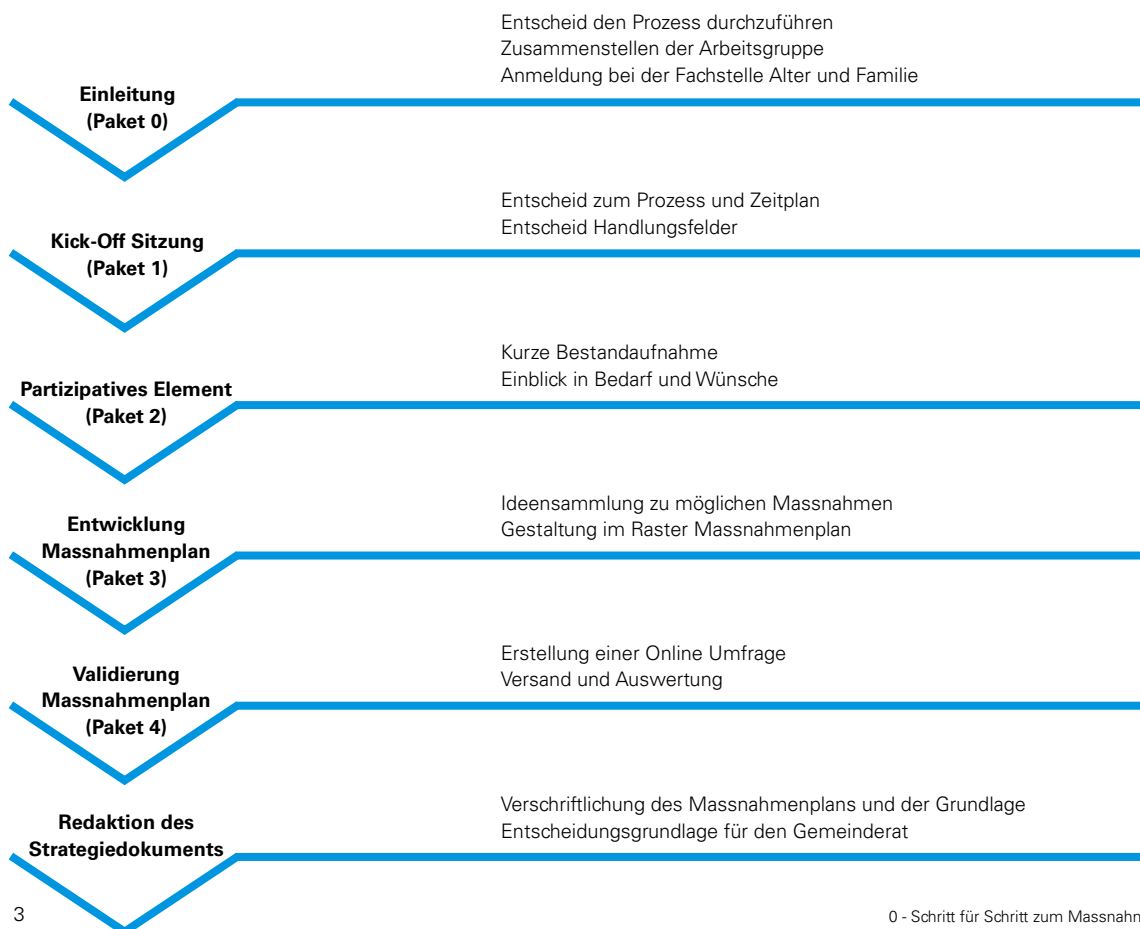 Entscheid den Prozess durchzuführen
Zusammenstellen der Arbeitsgruppe
Anmeldung bei der Fachstelle Alter und Familie
Einleitung
(Paket 0)
Entscheid zum Prozess und Zeitplan
Entscheid Handlungsfelder
Kick-Off Sitzung
(Paket 1)
Kurze Bestandaufnahme
Einblick in Bedarf und Wünsche
Partizipatives Element
(Paket 2)
Ideensammlung zu möglichen Massnahmen
Gestaltung im Raster Massnahmenplan
Entwicklung
Massnahmenplan
(Paket 3)
Erstellung einer Online Umfrage
Versand und Auswertung
Validierung
Massnahmenplan
(Paket 4)
Verschriftlichung des Massnahmenplans und der Grundlage
Entscheidungsgrundlage für den Gemeinderat
Redaktion des
Strategiedokuments
3
0 - Schritt für Schritt zum Massnahm